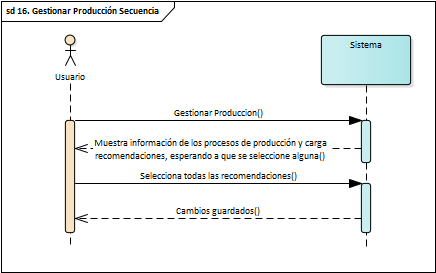 sd 16. Gestionar Producción Secuencia
Usuario
Sistema
Gestionar Produccion()
Muestra información de los procesos de producción y carga
recomendaciones, esperando a que se seleccione alguna()
Selecciona todas las recomendaciones()
Cambios guardados()